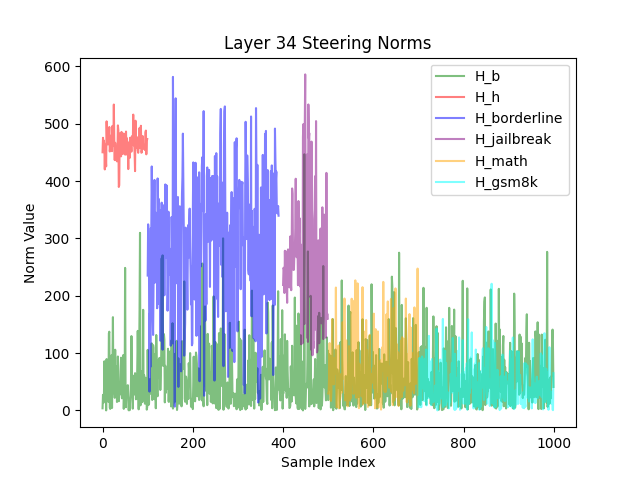 Layer 34 Steering Norms
Norm Value
600
500
400
300
200
100
0
H_b
H_h
H_borderline
H_jailbreak
H_math
H_gsm8k
0 200 400 600 800 1000
Sample Index